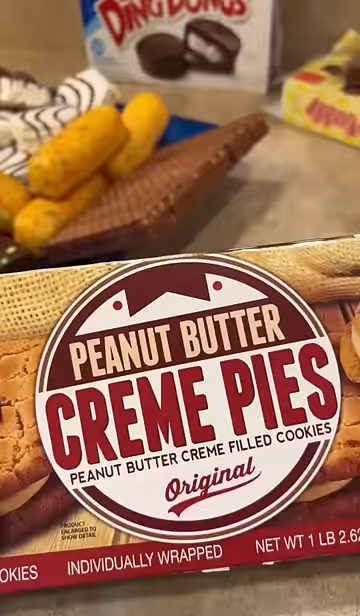 DING DONGS
PEANUT BUTTER
CREME PIES
PEANUT BUTTER CREME FILLED COOKIES
Original
PRODUCT
ENLARGED TO
SHOW DETAIL
OKIES INDIVIDUALLY WRAPPED NET WT 1 LB 2.62